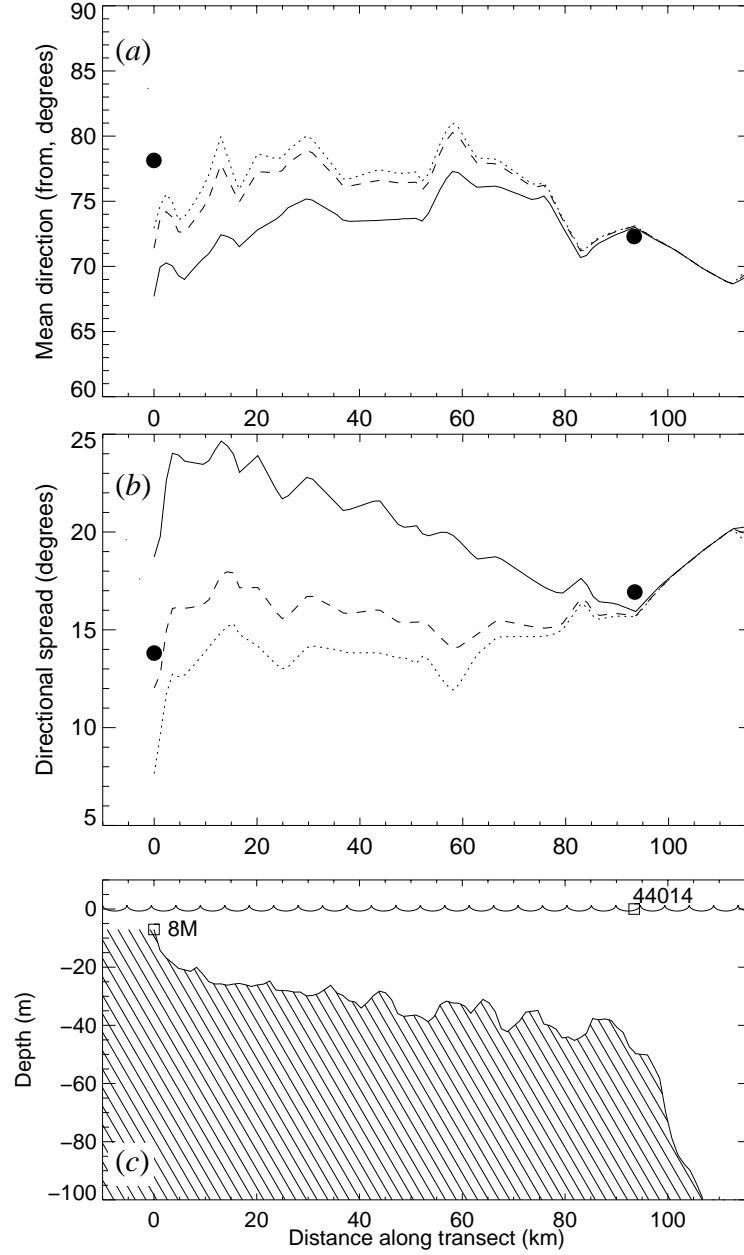 90
85
80
75
70
65
60
Mean direction (from, degrees)
(a)
0 20 40 60 80 100
25
20
15
10
5
Directional spread (degrees)
(b)
0 20 40 60 80 100
44014
8M
0
−20
−40
−60
−80
−100
Depth (m)
(c)
0 20 40 60 80 100
Distance along transect (km)